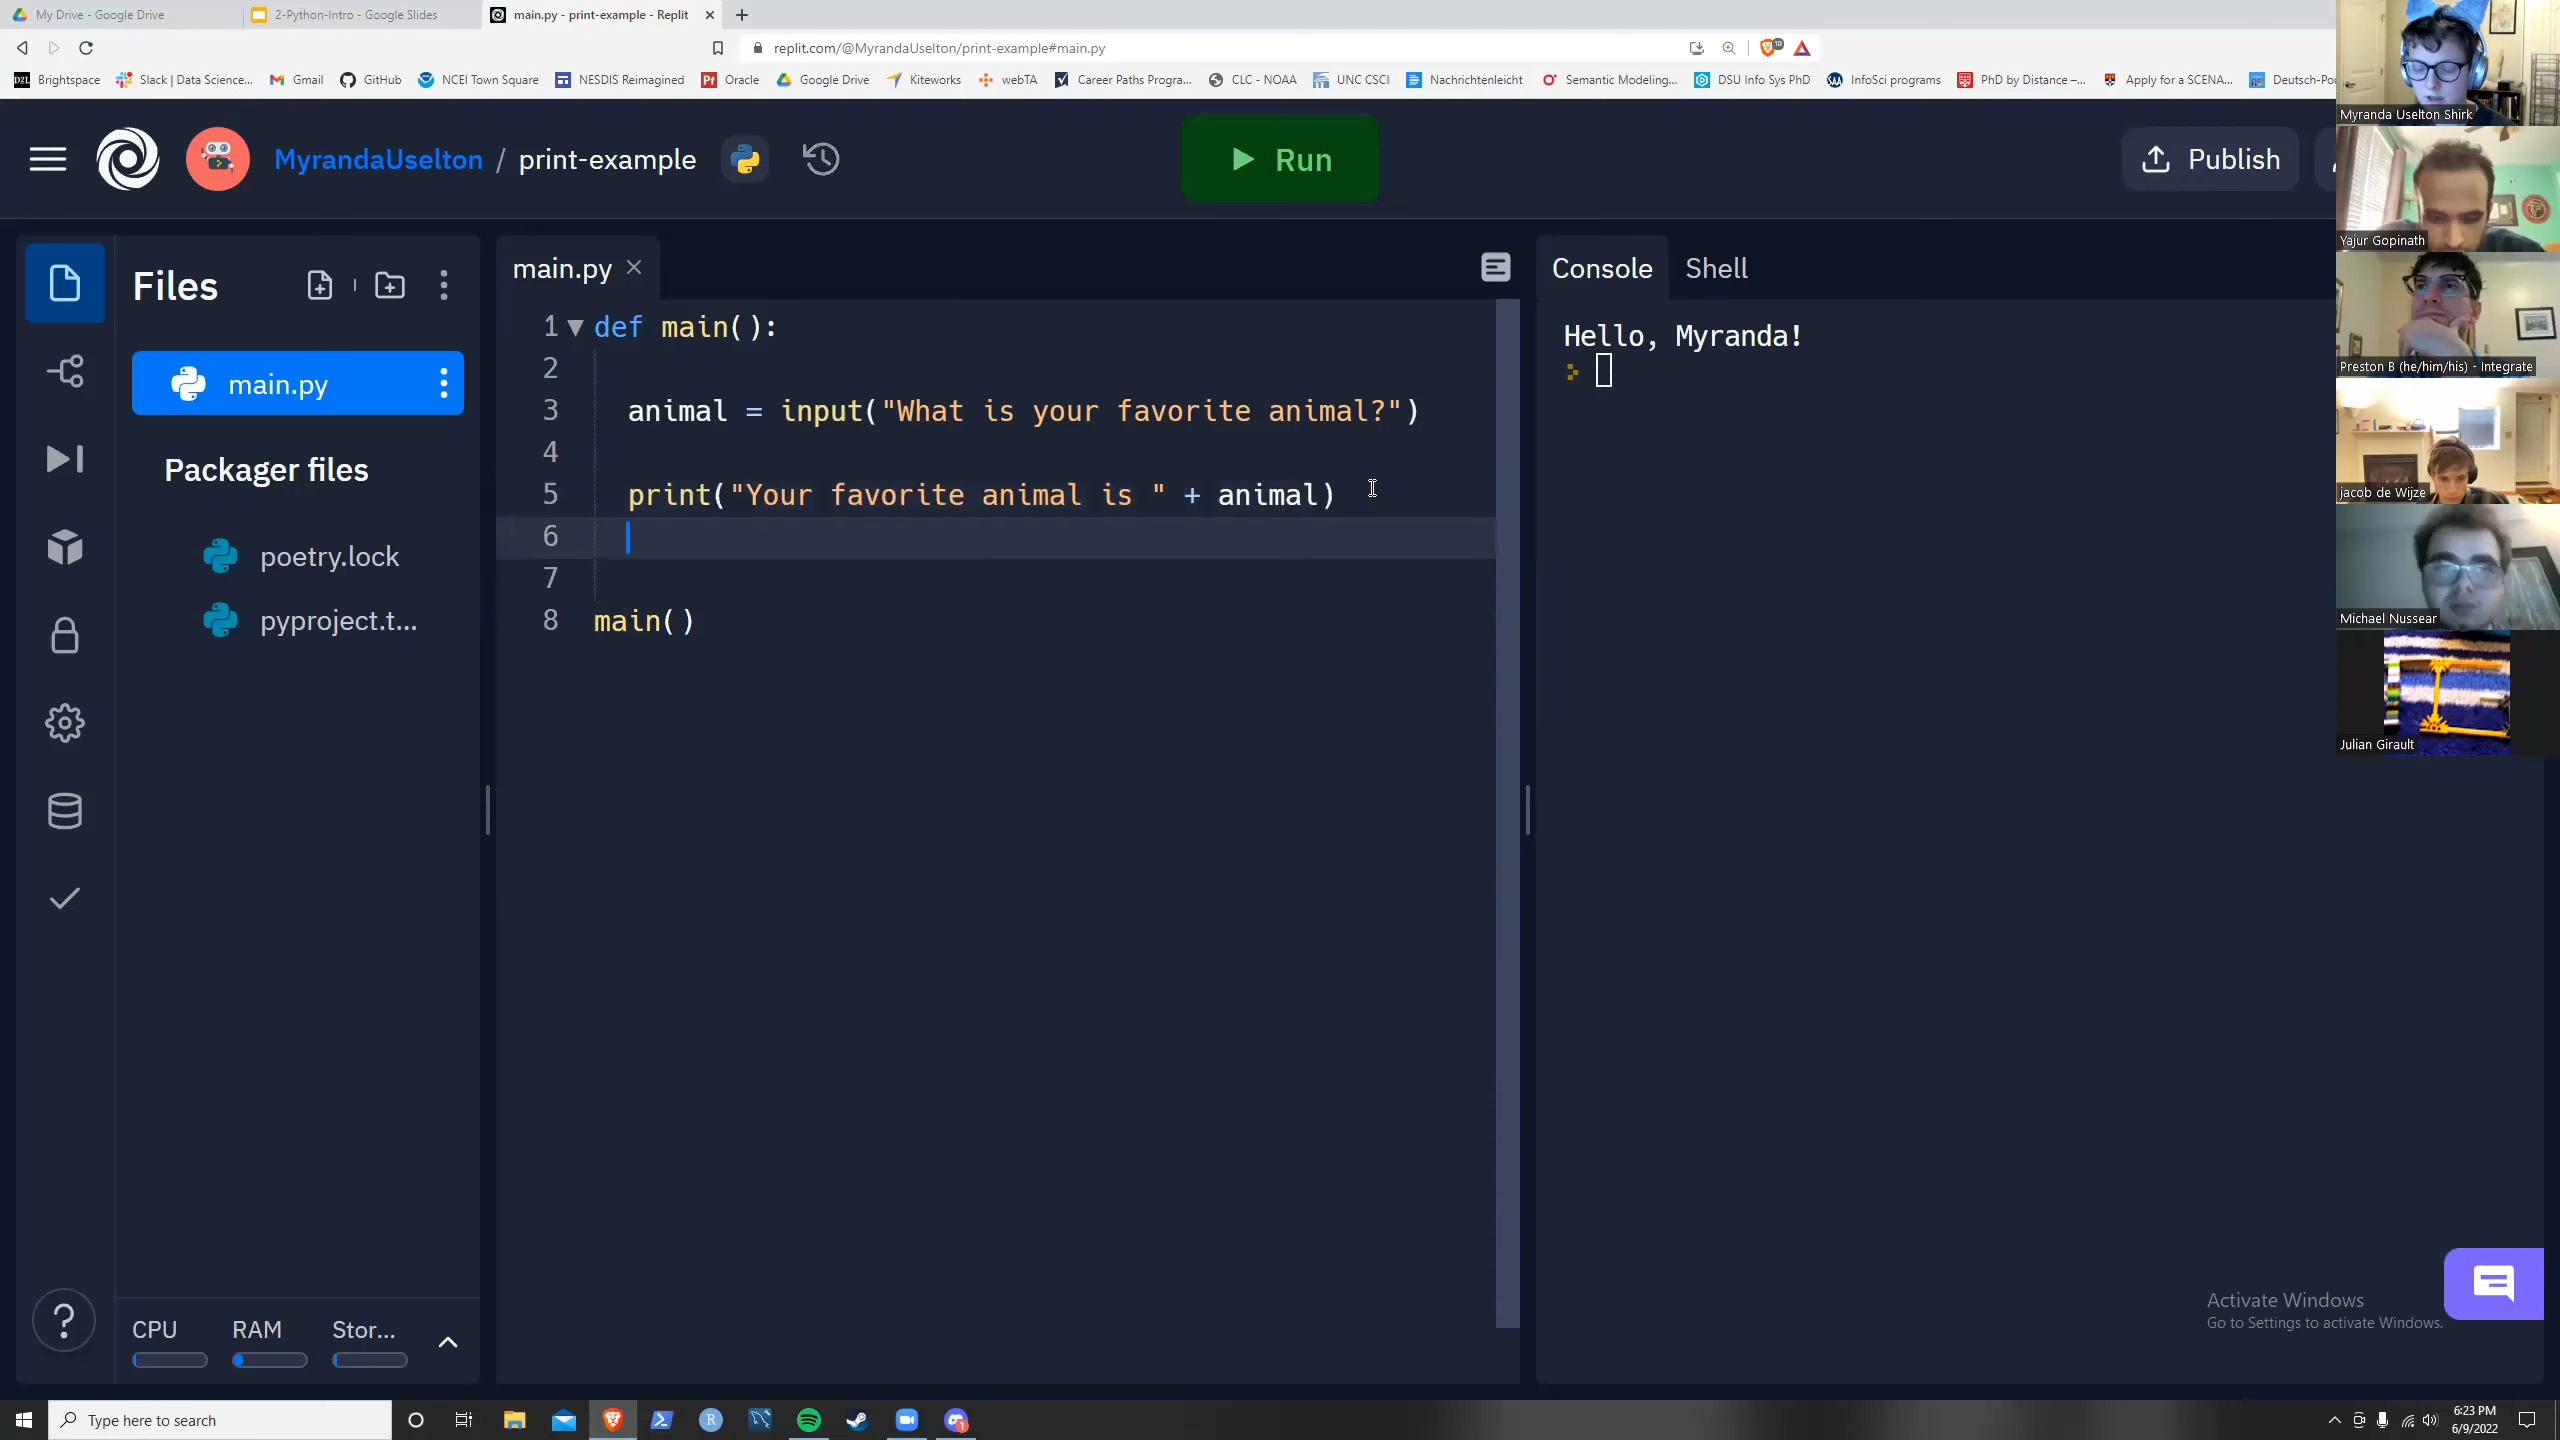 My Drive - Google Drive
2-Python-Intro - Google Slides
main.py - print-example - Replit
replit.com/@MyrandaUselton/print-example#main.py
Brightspace
Slack | Data Science...
Gmail
GitHub
NCEI Town Square
NESDIS Reimagined
Oracle
Google Drive
Kiteworks
webTA
Career Paths Progra...
CLC - NOAA
UNC CSCI
Nachrichtenleicht
Semantic Modeling...
DSU Info Sys PhD
InfoSci programs
PhD by Distance –...
Apply for a SCENA...
Deutsch-Po
MyrandaUselton / print-example
Run
Publish
Files
main.py
Packager files
poetry.lock
pyproject.t...
CPU
RAM
Stor...
main.py
1 def main():
2
3 animal = input("What is your favorite animal?")
4
5 print("Your favorite animal is " + animal)
6
7
8 main()
Console
Shell
Hello, Myranda!
Myranda Uselton Shirk
Yajur Gopinath
Preston B (he/him/his) - Integrate
jacob de Wijze
Michael Nussear
Julian Girault
Activate Windows
Go to Settings to activate Windows.
Type here to search
6:23 PM
6/9/2022